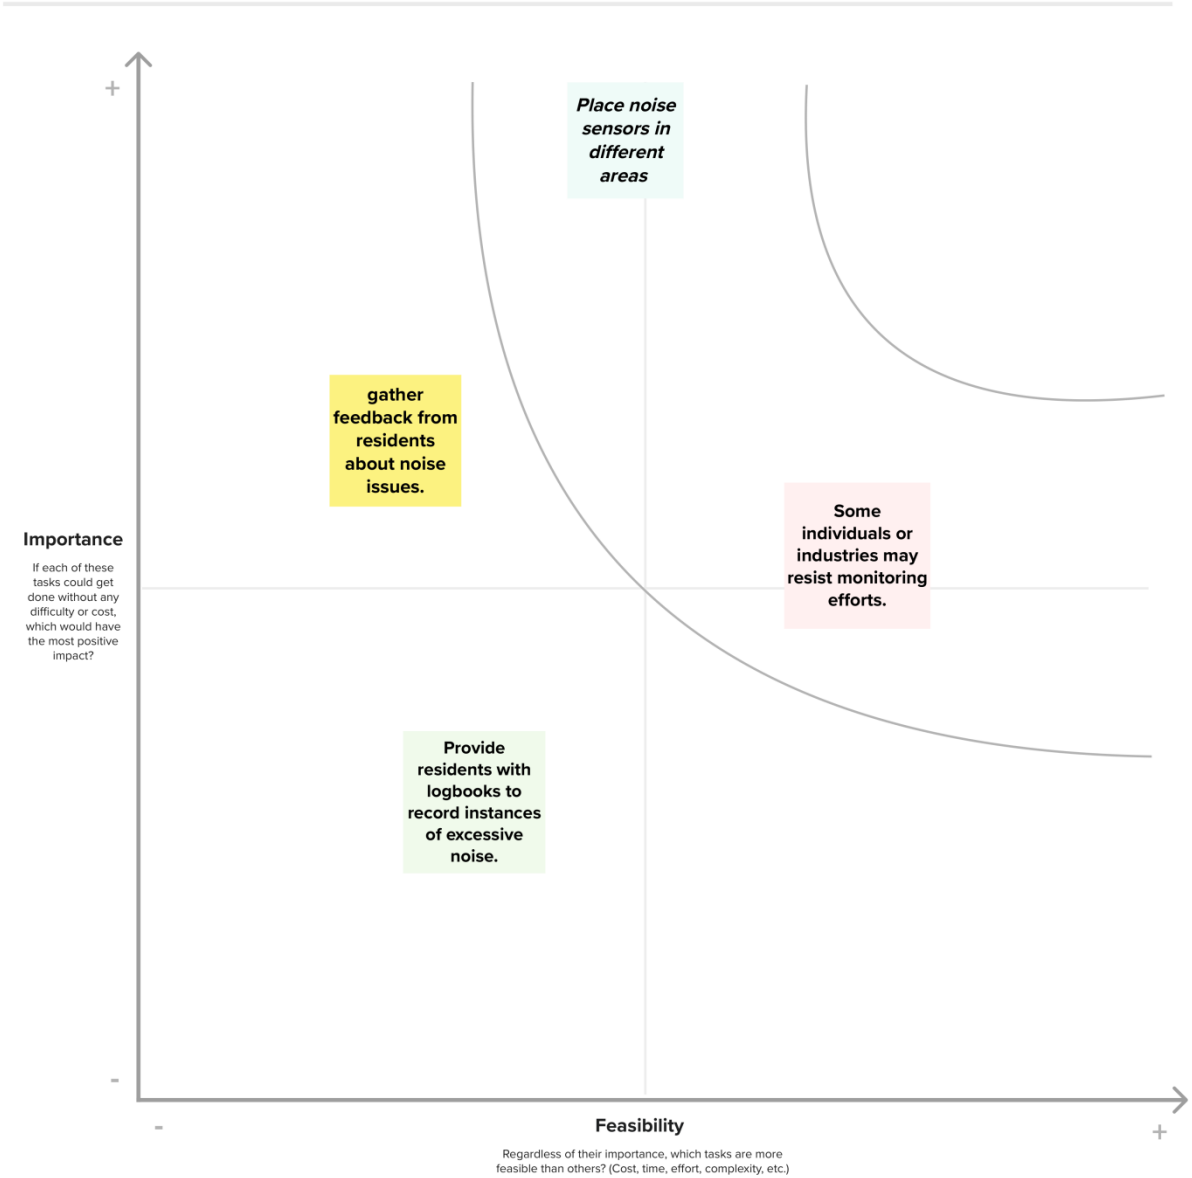 +
Place noise
sensors in
different
areas
gather
feedback from
residents
about noise
issues.
Some
individuals or
industries may
resist monitoring
efforts.
Importance
If each of these
tasks could get
done without any
difficulty or cost,
which would have
the most positive
impact?
Provide
residents with
logbooks to
record instances
of excessive
noise.
-
-
Feasibility
+
Regardless of their importance, which tasks are more
feasible than others? (Cost, time, effort, complexity, etc.)